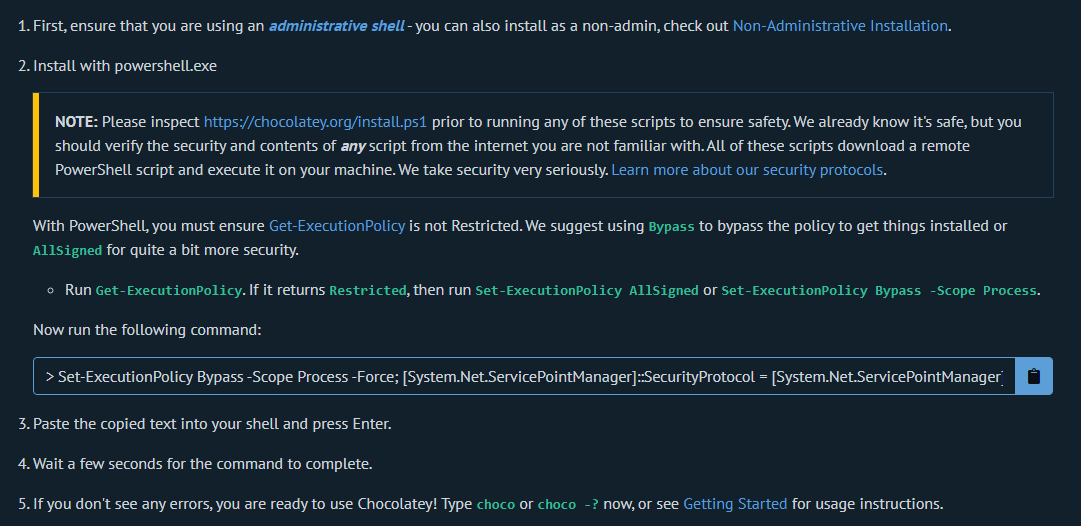 1. First, ensure that you are using an administrative shell - you can also install as a non-admin, check out Non-Administrative Installation.
2. Install with powershell.exe
NOTE: Please inspect https://chocolatey.org/install.ps1 prior to running any of these scripts to ensure safety. We already know it's safe, but you
should verify the security and contents of any script from the internet you are not familiar with. All of these scripts download a remote
PowerShell script and execute it on your machine. We take security very seriously. Learn more about our security protocols.
With PowerShell, you must ensure Get-ExecutionPolicy is not Restricted. We suggest using Bypass to bypass the policy to get things installed or
AllSigned for quite a bit more security.
◦ Run Get-ExecutionPolicy. If it returns Restricted, then run Set-ExecutionPolicy AllSigned or Set-ExecutionPolicy Bypass -Scope Process.
Now run the following command:
> Set-ExecutionPolicy Bypass -Scope Process -Force; [System.Net.ServicePointManager]::SecurityProtocol = [System.Net.ServicePointManager]
3. Paste the copied text into your shell and press Enter.
4. Wait a few seconds for the command to complete.
5. If you don't see any errors, you are ready to use Chocolatey! Type choco or choco -? now, or see Getting Started for usage instructions.